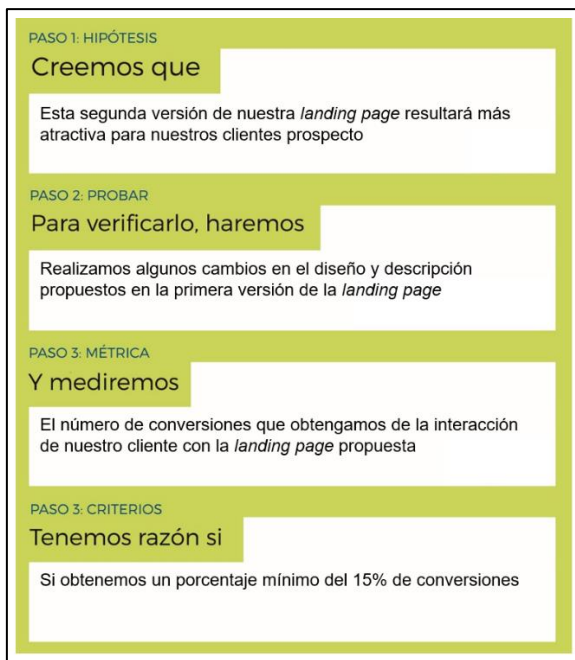 PASO 1: HIPÓTESIS
Creemos que
Esta segunda versión de nuestra landing page resultará más
atractiva para nuestros clientes prospecto
PASO 2: PROBAR
Para verificarlo, haremos
Realizamos algunos cambios en el diseño y descripción
propuestos en la primera versión de la landing page
PASO 3: MÉTRICA
Y mediremos
El número de conversiones que obtengamos de la interacción
de nuestro cliente con la landing page propuesta
PASO 3: CRITERIOS
Tenemos razón si
Si obtenemos un porcentaje mínimo del 15% de conversiones